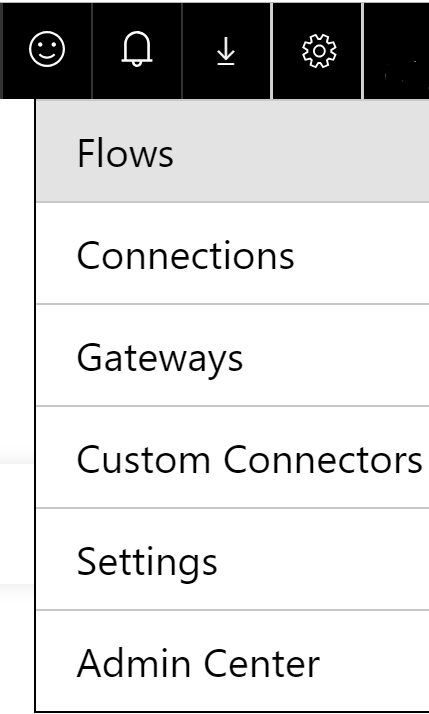 Flows
Connections
Gateways
Custom Connectors
Settings
Admin Center